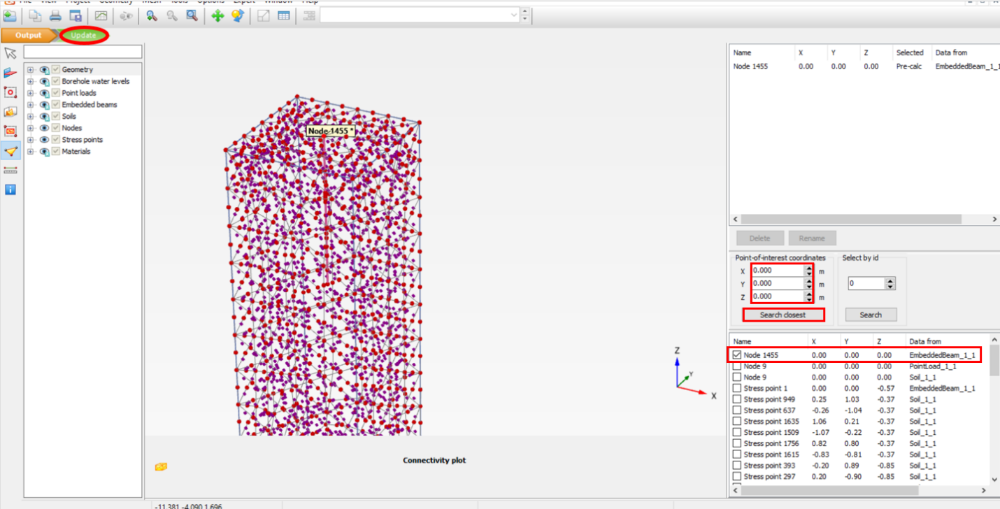 File View Project Geometry Mesh Tools Options Expert Window Help
Output Update
Geometry
Borehole water levels
Point loads
Embedded beams
Soils
Nodes
Stress points
Materials
Node 1455 *
Z
Y
X
Connectivity plot
-11.381 -4.090 1.696
Name X Y Z Selected Data from
Node 1455 0.00 0.00 0.00 Pre-calc EmbeddedBeam_1_1
Delete Rename
Point-of-interest coordinates Select by id
X 0.000 m
Y 0.000 m 0
Z 0.000 m
Search closest Search
Name X Y Z Data from
Node 1455 0.00 0.00 0.00 EmbeddedBeam_1_1
Node 9 0.00 0.00 0.00 PointLoad_1_1
Node 9 0.00 0.00 0.00 Soil_1_1
Stress point 1 0.00 0.00 -0.57 EmbeddedBeam_1_1
Stress point 949 0.25 1.03 -0.37 Soil_1_1
Stress point 637 -0.26 -1.04 -0.37 Soil_1_1
Stress point 1635 1.06 0.21 -0.37 Soil_1_1
Stress point 1509 -1.07 -0.22 -0.37 Soil_1_1
Stress point 1756 0.82 0.80 -0.37 Soil_1_1
Stress point 1615 -0.83 -0.81 -0.37 Soil_1_1
Stress point 393 -0.20 0.89 -0.85 Soil_1_1
Stress point 297 0.20 -0.90 -0.85 Soil_1_1